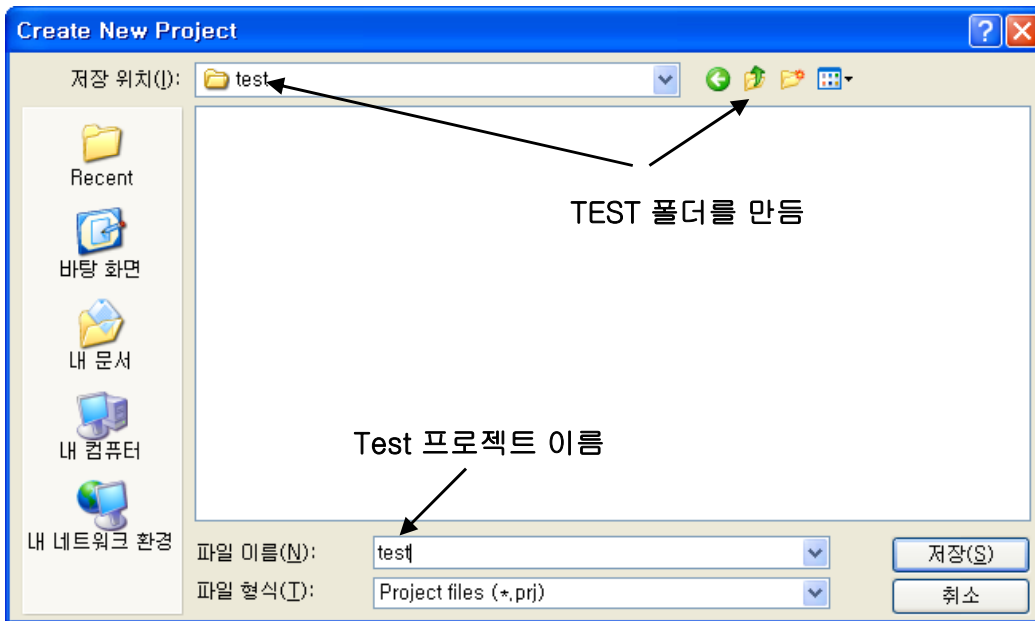 Create New Project
저장 위치(I):
test
Recent
바탕 화면
내 문서
내 컴퓨터
내 네트워크 환경
TEST 폴더를 만듬
Test 프로젝트 이름
파일 이름(N):
test
저장(S)
파일 형식(T):
Project files (*.prj)
취소